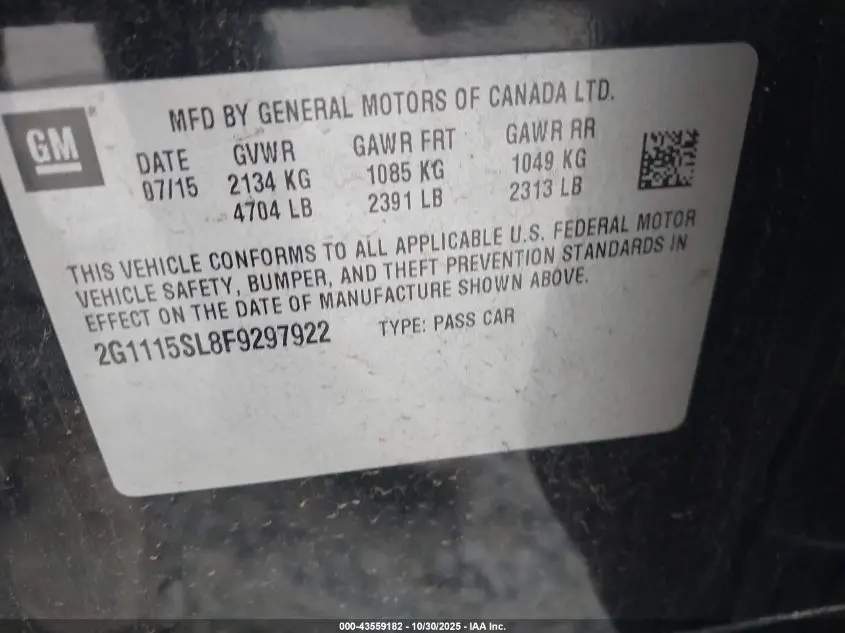 MFD BY GENERAL MOTORS OF CANADA LTD.
GM®
DATE GVWR GAWR FRT GAWR RR
07/15 2134 KG 1085 KG 1049 KG
4704 LB 2391 LB 2313 LB
THIS VEHICLE CONFORMS TO ALL APPLICABLE U.S. FEDERAL MOTOR
VEHICLE SAFETY, BUMPER, AND THEFT PREVENTION STANDARDS IN
EFFECT ON THE DATE OF MANUFACTURE SHOWN ABOVE.
2G1115SL8F9297922 TYPE: PASS CAR
000-43559182 - 10/30/2025 - IAA Inc.